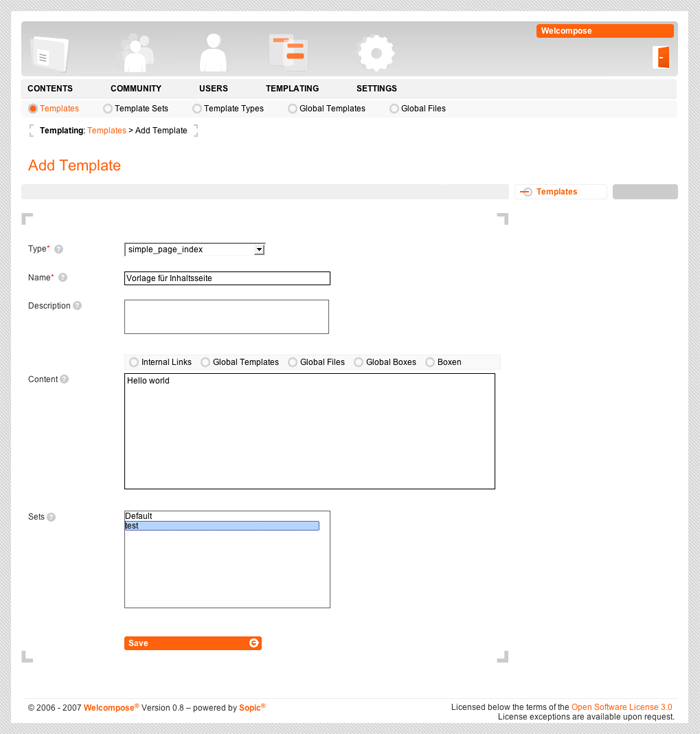 Welcompose
CONTENTS COMMUNITY USERS TEMPLATING SETTINGS
Templates Template Sets Template Types Global Templates Global Files
Templating: Templates > Add Template
Add Template
Templates
Type* ? simple_page_index
Name* ? Vorlage für Inhaltsseite
Description ?
Internal Links Global Templates Global Files Global Boxes Boxen
Content ? Hello world
Sets ? Default
test
Save
© 2006 - 2007 Welcompose® Version 0.8 – powered by Sopic®
Licensed below the terms of the Open Software License 3.0
License exceptions are available upon request.